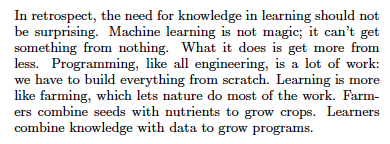 In retrospect, the need for knowledge in learning should not
be surprising. Machine learning is not magic; it can't get
something from nothing. What it does is get more from
less. Programming, like all engineering, is a lot of work:
we have to build everything from scratch. Learning is more
like farming, which lets nature do most of the work. Farm-
ers combine seeds with nutrients to grow crops. Learners
combine knowledge with data to grow programs.